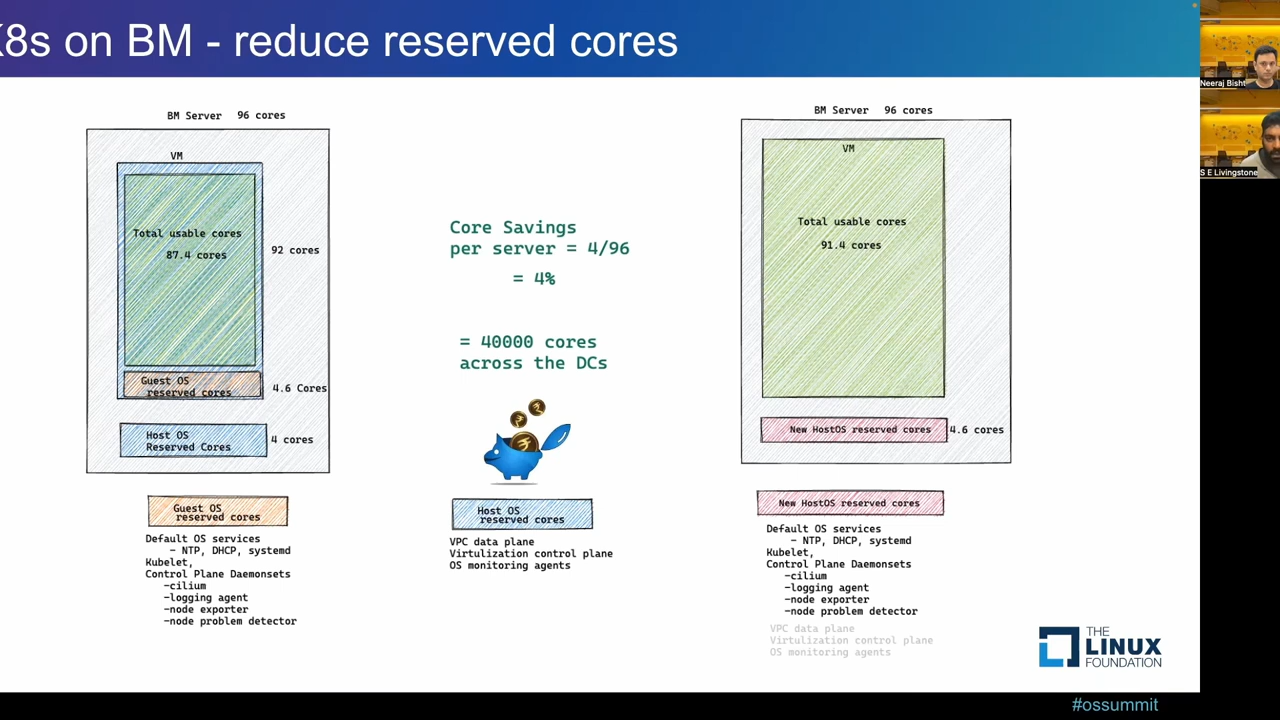 K8s on BM - reduce reserved cores
BM Server 96 cores
VM
Total usable cores
87.4 cores
92 cores
Guest OS
reserved cores
4.6 Cores
Host OS
Reserved Cores
4 cores
Guest OS
reserved cores
Default OS services
- NTP, DHCP, systemd
Kubelet,
Control Plane Daemonsets
-cilium
-logging agent
-node exporter
-node problem detector
Core Savings
per server = 4/96
= 4%
= 40000 cores
across the DCs
₹
₹
₹
Host OS
reserved cores
VPC data plane
Virtulization control plane
OS monitoring agents
BM Server 96 cores
VM
Total usable cores
91.4 cores
New HostOS reserved cores
4.6 cores
New HostOS reserved cores
Default OS services
- NTP, DHCP, systemd
Kubelet,
Control Plane Daemonsets
-cilium
-logging agent
-node exporter
-node problem detector
VPC data plane
Virtulization control plane
OS monitoring agents
THE
LINUX
FOUNDATION
#ossummit
Neeraj Bisht
S E Livingstone